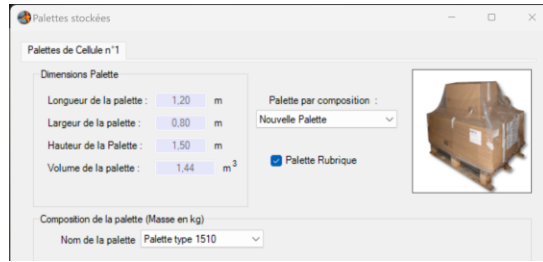 Palettes stockées
Palettes de Cellule n°1
Dimensions Palette
Longueur de la palette : 1,20 m
Largeur de la palette : 0,80 m
Hauteur de la Palette : 1,50 m
Volume de la palette : 1,44 m³
Palette par composition :
Nouvelle Palette
Palette Rubrique
Composition de la palette (Masse en kg)
Nom de la palette Palette type 1510